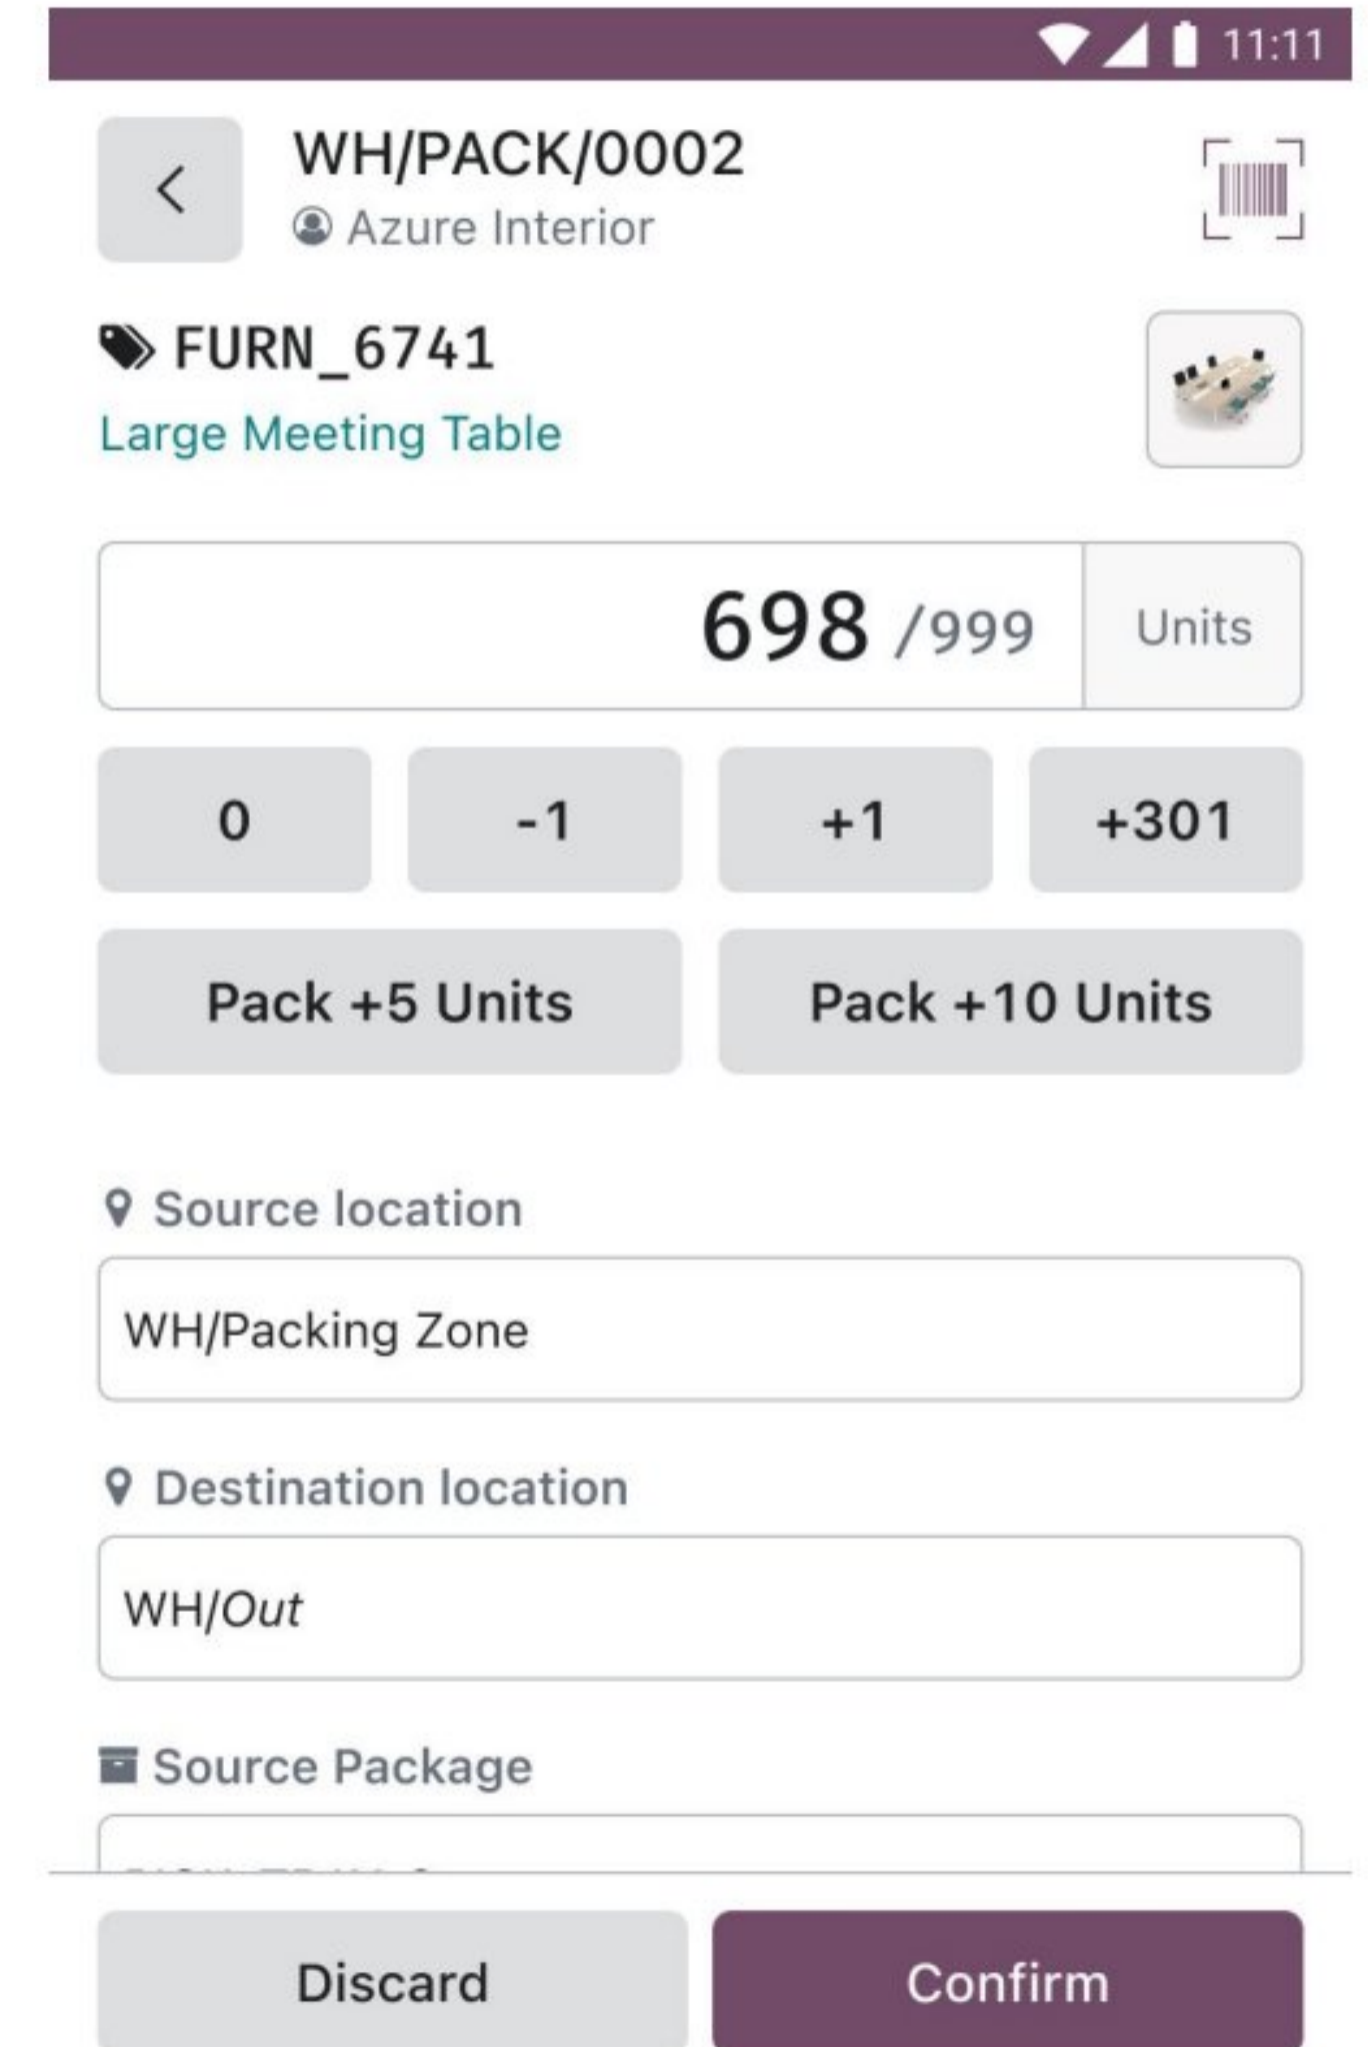 11:11
WH/PACK/0002
Azure Interior
FURN_6741
Large Meeting Table
698 /999 Units
0 -1 +1 +301
Pack +5 Units Pack +10 Units
Source location
WH/Packing Zone
Destination location
WH/Out
Source Package
Discard Confirm